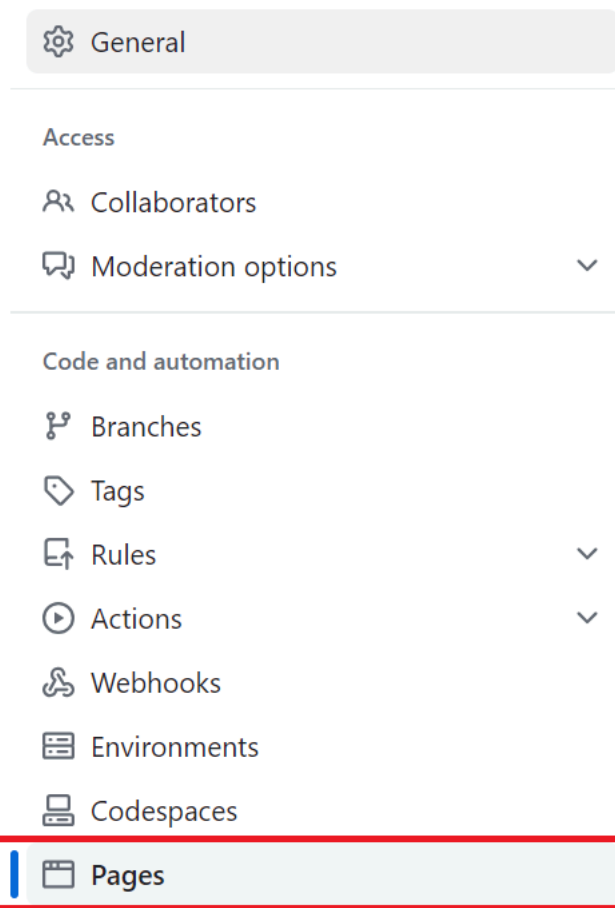 General
Access
Collaborators
Moderation options
Code and automation
Branches
Tags
Rules
Actions
Webhooks
Environments
Codespaces
Pages